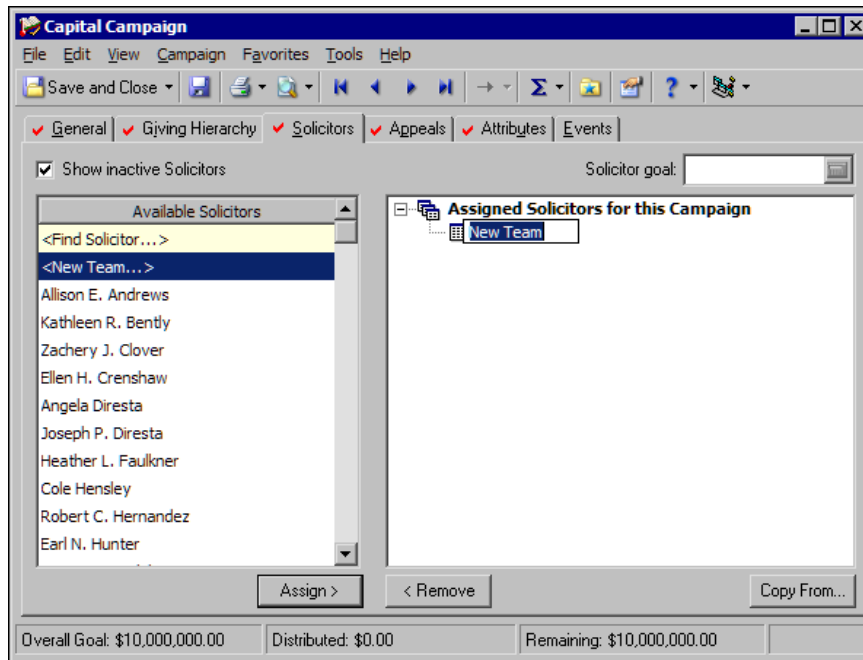 Capital Campaign
File Edit View Campaign Favorites Tools Help
Save and Close
General Giving Hierarchy Solicitors Appeals Attributes Events
Show inactive Solicitors Solicitor goal:
Available Solicitors
<Find Solicitor...>
<New Team...>
Allison E. Andrews
Kathleen R. Bently
Zachery J. Clover
Ellen H. Crenshaw
Angela Diresta
Joseph P. Diresta
Heather L. Faulkner
Cole Hensley
Robert C. Hernandez
Earl N. Hunter
Assigned Solicitors for this Campaign
New Team
Assign > < Remove Copy From...
Overall Goal: $10,000,000.00 Distributed: $0.00 Remaining: $10,000,000.00